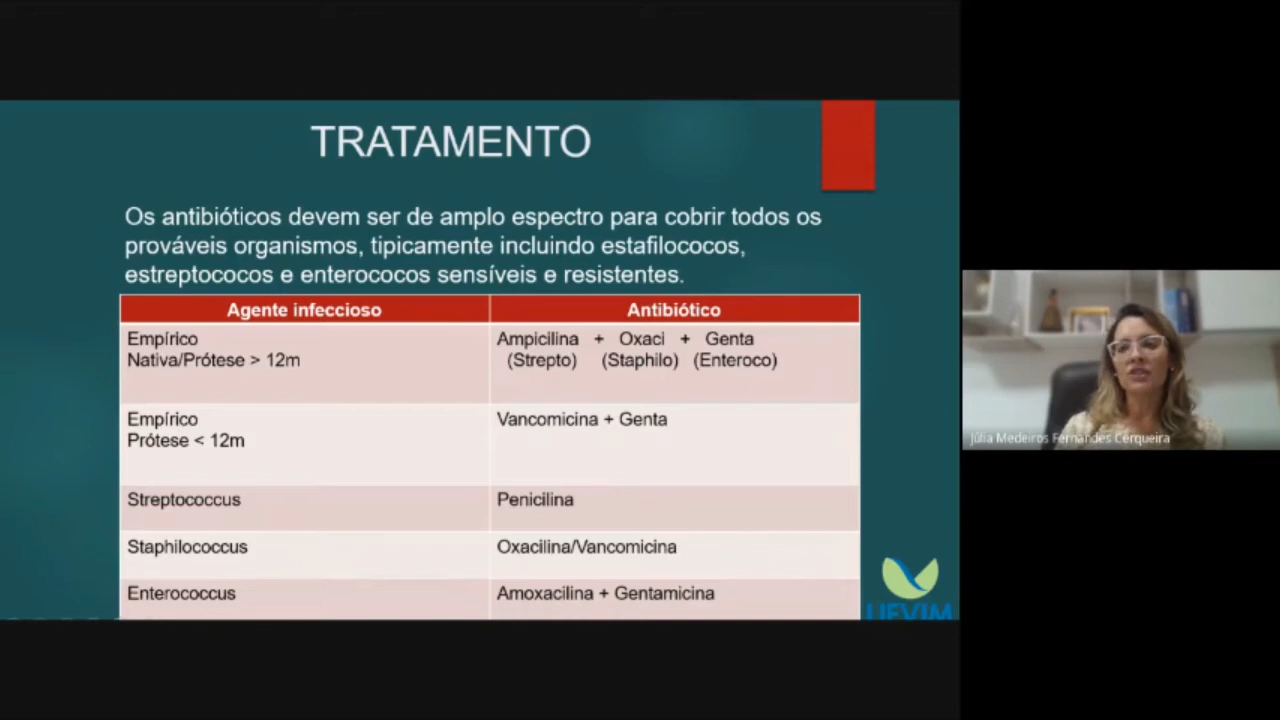 TRATAMENTO
Os antibióticos devem ser de amplo espectro para cobrir todos os
prováveis organismos, tipicamente incluindo estafilococos,
estreptococos e enterococos sensíveis e resistentes.
Agente infeccioso Antibiótico
Empírico Ampicilina + Oxaci + Genta
Nativa/Prótese > 12m (Strepto) (Staphilo) (Enteroco)
Empírico Vancomicina + Genta
Prótese < 12m
Streptococcus Penicilina
Staphilococcus Oxacilina/Vancomicina
Enterococcus Amoxacilina + Gentamicina
Júlia Medeiros Fernandes Cerqueira